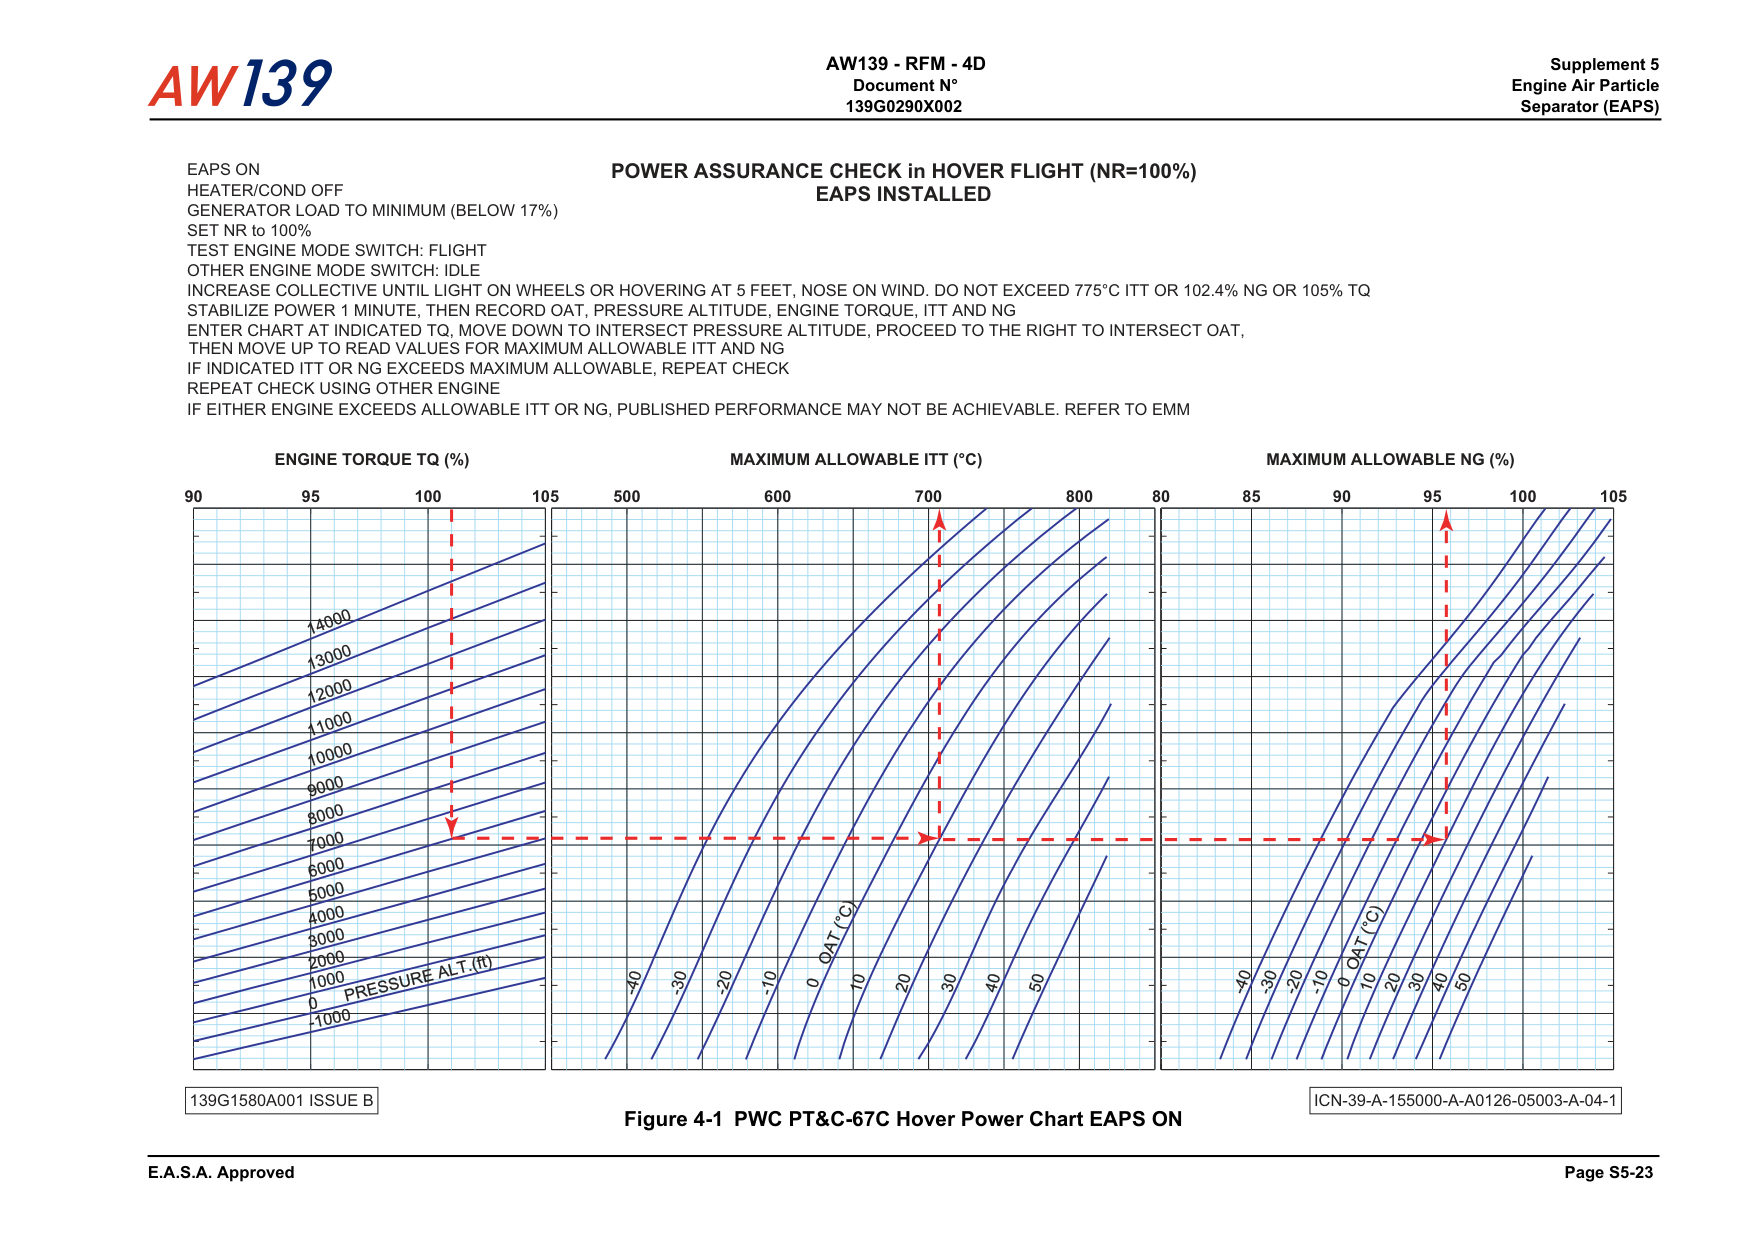 AW139
AW139 - RFM - 4D
Document N°
139G0290X002
Supplement 5
Engine Air Particle
Separator (EAPS)
POWER ASSURANCE CHECK in HOVER FLIGHT (NR=100%)
EAPS INSTALLED
EAPS ON
HEATER/COND OFF
GENERATOR LOAD TO MINIMUM (BELOW 17%)
SET NR to 100%
TEST ENGINE MODE SWITCH: FLIGHT
OTHER ENGINE MODE SWITCH: IDLE
INCREASE COLLECTIVE UNTIL LIGHT ON WHEELS OR HOVERING AT 5 FEET, NOSE ON WIND. DO NOT EXCEED 775°C ITT OR 102.4% NG OR 105% TQ
STABILIZE POWER 1 MINUTE, THEN RECORD OAT, PRESSURE ALTITUDE, ENGINE TORQUE, ITT AND NG
ENTER CHART AT INDICATED TQ, MOVE DOWN TO INTERSECT PRESSURE ALTITUDE, PROCEED TO THE RIGHT TO INTERSECT OAT,
THEN MOVE UP TO READ VALUES FOR MAXIMUM ALLOWABLE ITT AND NG
IF INDICATED ITT OR NG EXCEEDS MAXIMUM ALLOWABLE, REPEAT CHECK
REPEAT CHECK USING OTHER ENGINE
IF EITHER ENGINE EXCEEDS ALLOWABLE ITT OR NG, PUBLISHED PERFORMANCE MAY NOT BE ACHIEVABLE. REFER TO EMM
ENGINE TORQUE TQ (%)
90 95 100 105
14000
13000
12000
11000
10000
9000
8000
7000
6000
5000
4000
3000
2000
1000
0
-1000
PRESSURE ALT.(ft)
MAXIMUM ALLOWABLE ITT (°C)
500 600 700 800
OAT (°C)
-40 -30 -20 -10 0 10 20 30 40 50
MAXIMUM ALLOWABLE NG (%)
80 85 90 95 100 105
OAT (°C)
-40 -30 -20 -10 0 10 20 30 40 50
139G1580A001 ISSUE B
ICN-39-A-155000-A-A0126-05003-A-04-1
Figure 4-1 PWC PT&C-67C Hover Power Chart EAPS ON
E.A.S.A. Approved
Page S5-23